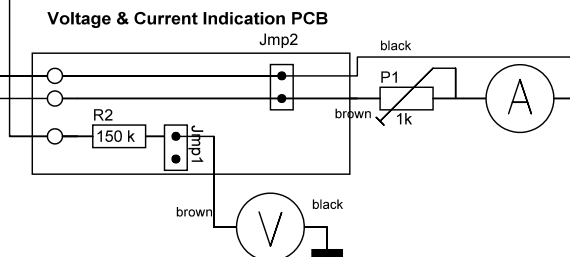 Voltage & Current Indication PCB
Jmp2
black
P1
brown
1k
A
R2
150 k
Jmp1
brown
black
V